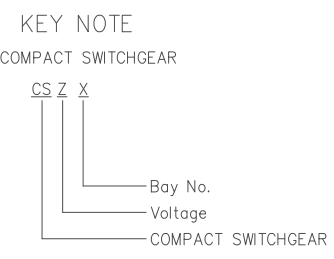 KEY NOTE
COMPACT SWITCHGEAR
CS Z X
Bay No.
Voltage
COMPACT SWITCHGEAR